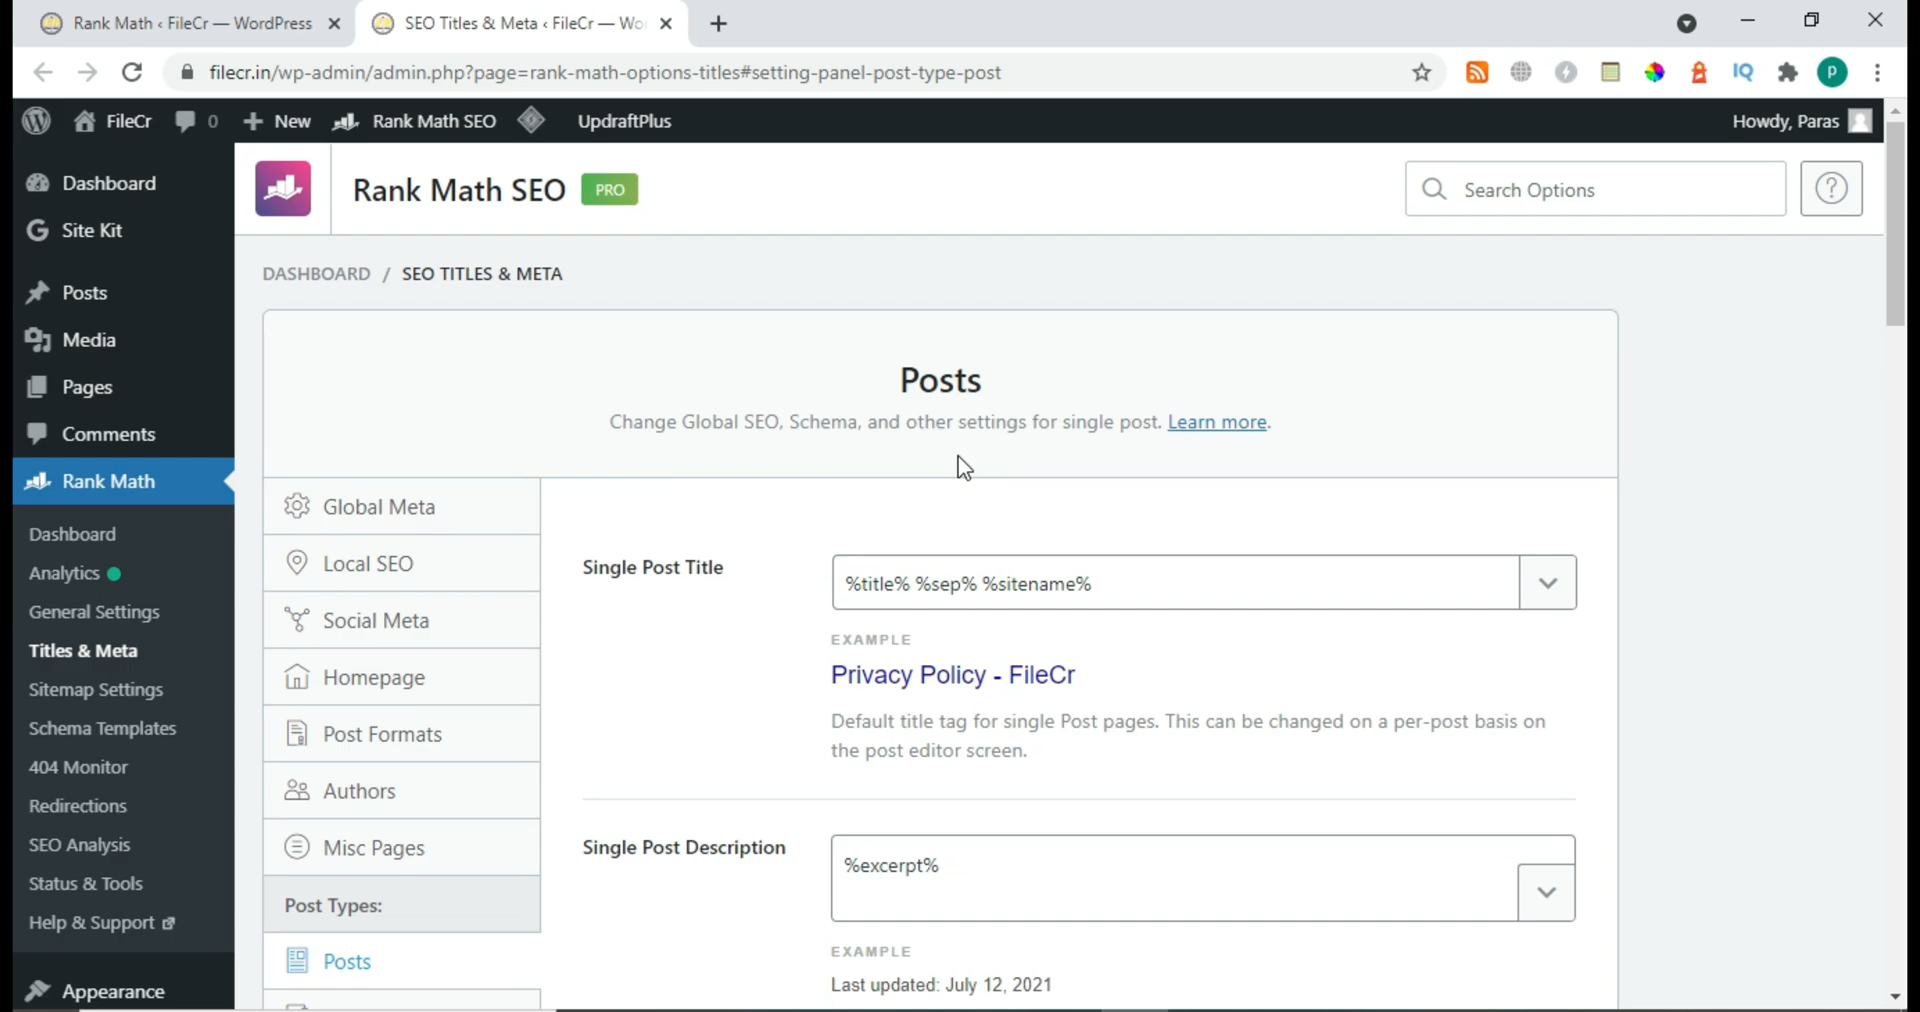 Rank Math ‹ FileCr — WordPress
SEO Titles & Meta ‹ FileCr — Wo
filecr.in/wp-admin/admin.php?page=rank-math-options-titles#setting-panel-post-type-post
IQ
P
FileCr
0
New
Rank Math SEO
UpdraftPlus
Howdy, Paras
Dashboard
Site Kit
Posts
Media
Pages
Comments
Rank Math
Dashboard
Analytics
General Settings
Titles & Meta
Sitemap Settings
Schema Templates
404 Monitor
Redirections
SEO Analysis
Status & Tools
Help & Support
Appearance
Rank Math SEO PRO
Search Options
DASHBOARD / SEO TITLES & META
Posts
Change Global SEO, Schema, and other settings for single post. Learn more.
Global Meta
Local SEO
Social Meta
Homepage
Post Formats
Authors
Misc Pages
Post Types:
Posts
Single Post Title
%title% %sep% %sitename%
EXAMPLE
Privacy Policy - FileCr
Default title tag for single Post pages. This can be changed on a per-post basis on
the post editor screen.
Single Post Description
%excerpt%
EXAMPLE
Last updated: July 12, 2021